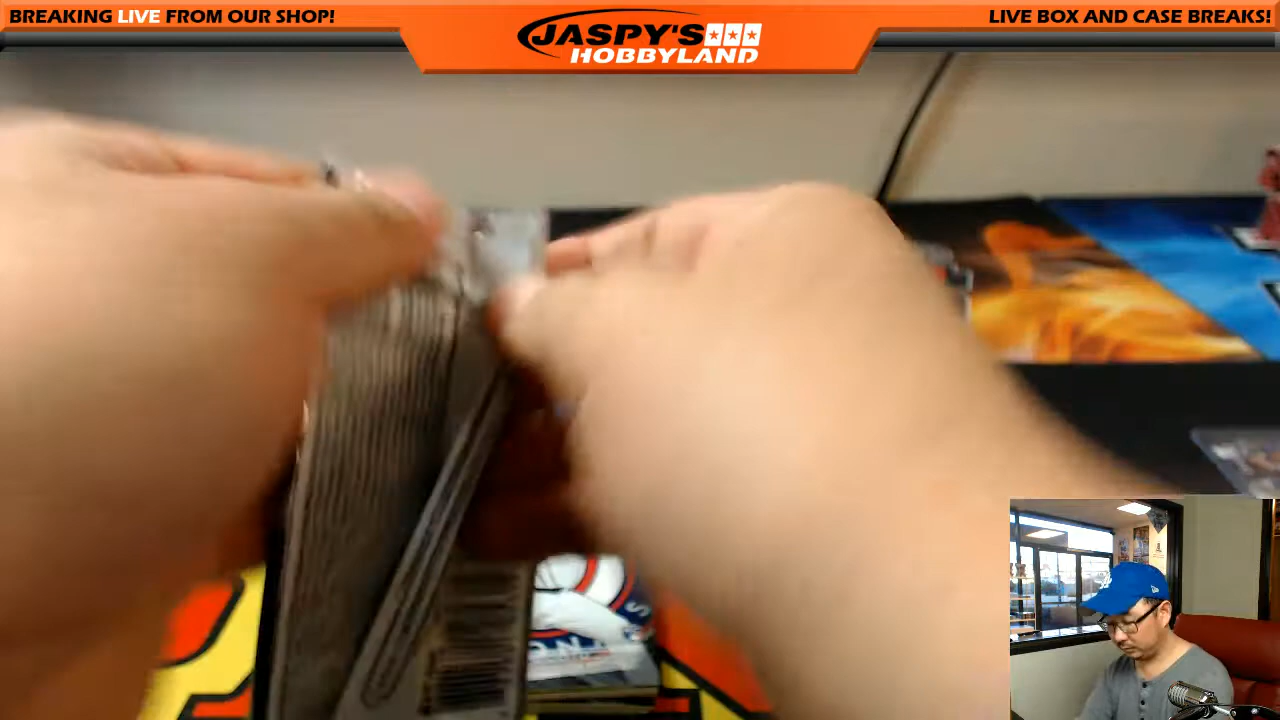 BREAKING LIVE FROM OUR SHOP!
JASPY'S
HOBBYLAND
LIVE BOX AND CASE BREAKS!